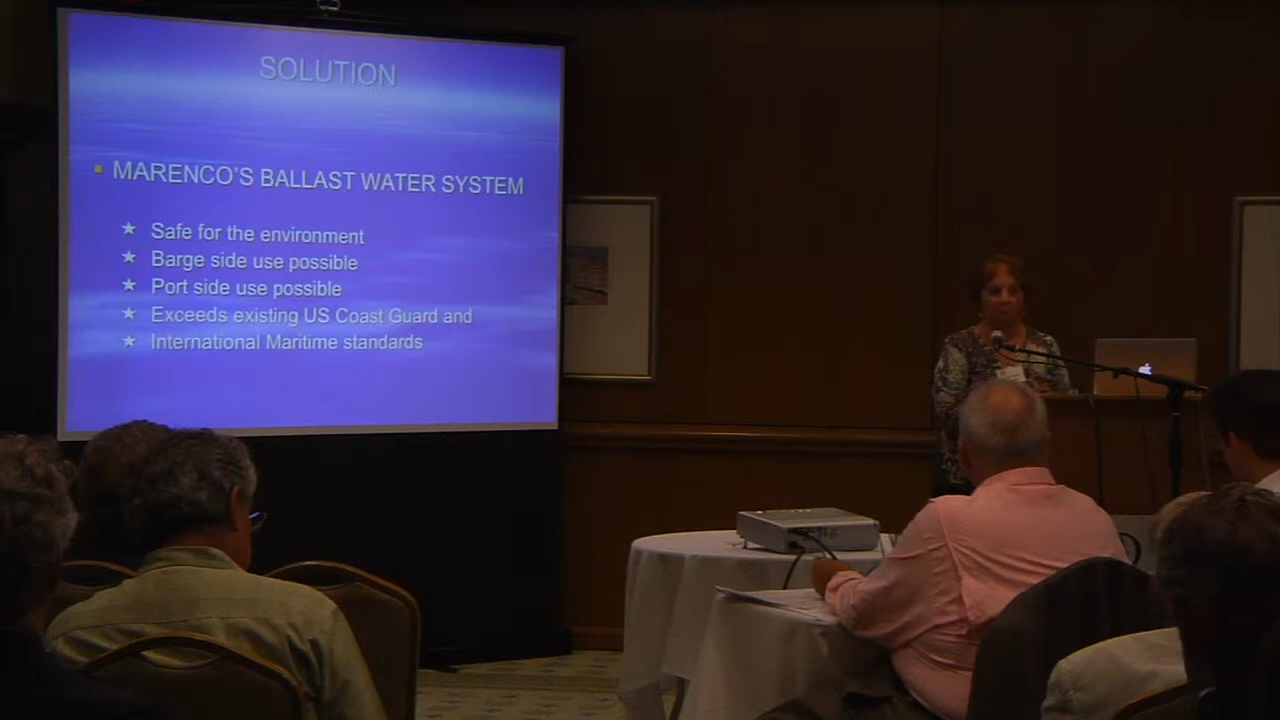 SOLUTION
MARENCO'S BALLAST WATER SYSTEM
Safe for the environment
Barge side use possible
Port side use possible
Exceeds existing US Coast Guard and
International Maritime standards